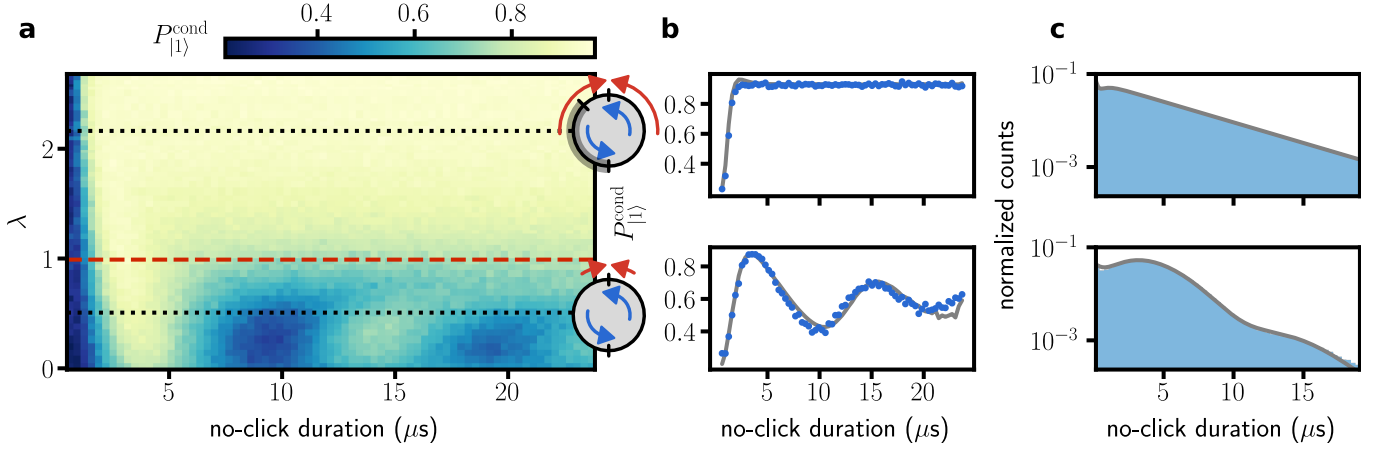 a
P|1⟩^cond
0.4 0.6 0.8
λ
2
1
0
5 10 15 20
no-click duration (μs)
b
P|1⟩^cond
0.8
0.6
0.4
0.8
0.6
0.4
5 10 15 20
no-click duration (μs)
c
normalized counts
10^−1
10^−3
10^−1
10^−3
5 10 15
no-click duration (μs)